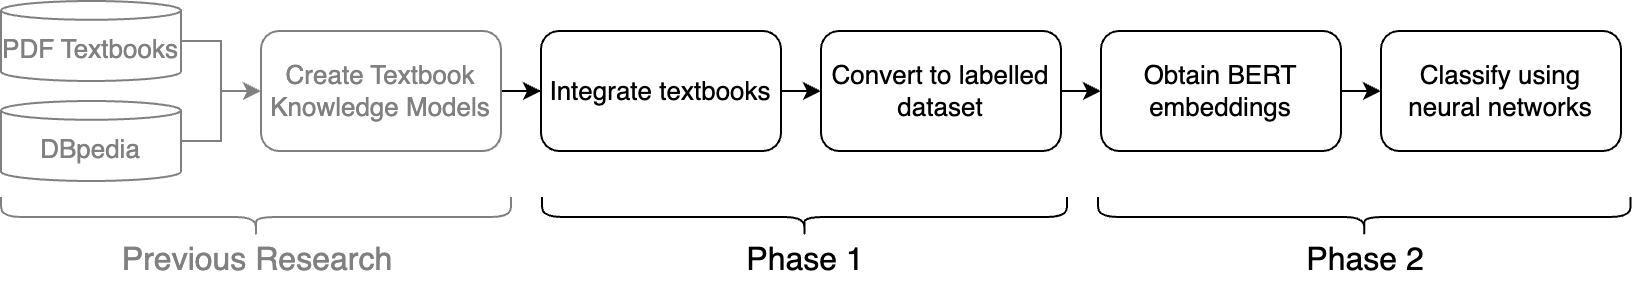 PDF Textbooks
DBpedia
Create Textbook
Knowledge Models
Integrate textbooks
Convert to labelled
dataset
Obtain BERT
embeddings
Classify using
neural networks
Previous Research
Phase 1
Phase 2